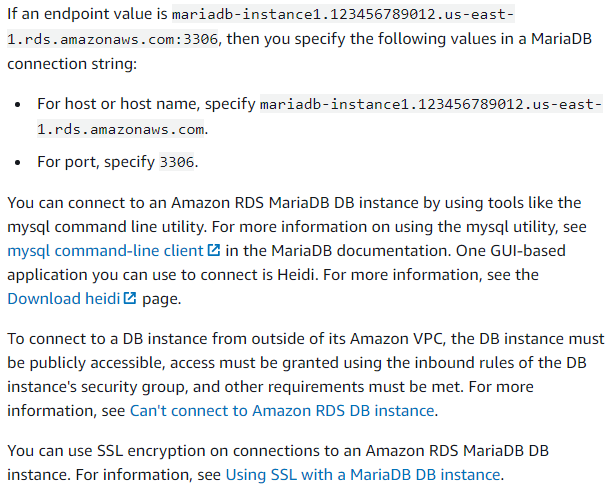 If an endpoint value is mariadb-instance1.123456789012.us-east-
1.rds.amazonaws.com:3306, then you specify the following values in a MariaDB
connection string:
• For host or host name, specify mariadb-instance1.123456789012.us-east-
1.rds.amazonaws.com.
• For port, specify 3306.
You can connect to an Amazon RDS MariaDB DB instance by using tools like the
mysql command line utility. For more information on using the mysql utility, see
mysql command-line client in the MariaDB documentation. One GUI-based
application you can use to connect is Heidi. For more information, see the
Download heidi page.
To connect to a DB instance from outside of its Amazon VPC, the DB instance must
be publicly accessible, access must be granted using the inbound rules of the DB
instance's security group, and other requirements must be met. For more
information, see Can't connect to Amazon RDS DB instance.
You can use SSL encryption on connections to an Amazon RDS MariaDB DB
instance. For information, see Using SSL with a MariaDB DB instance.